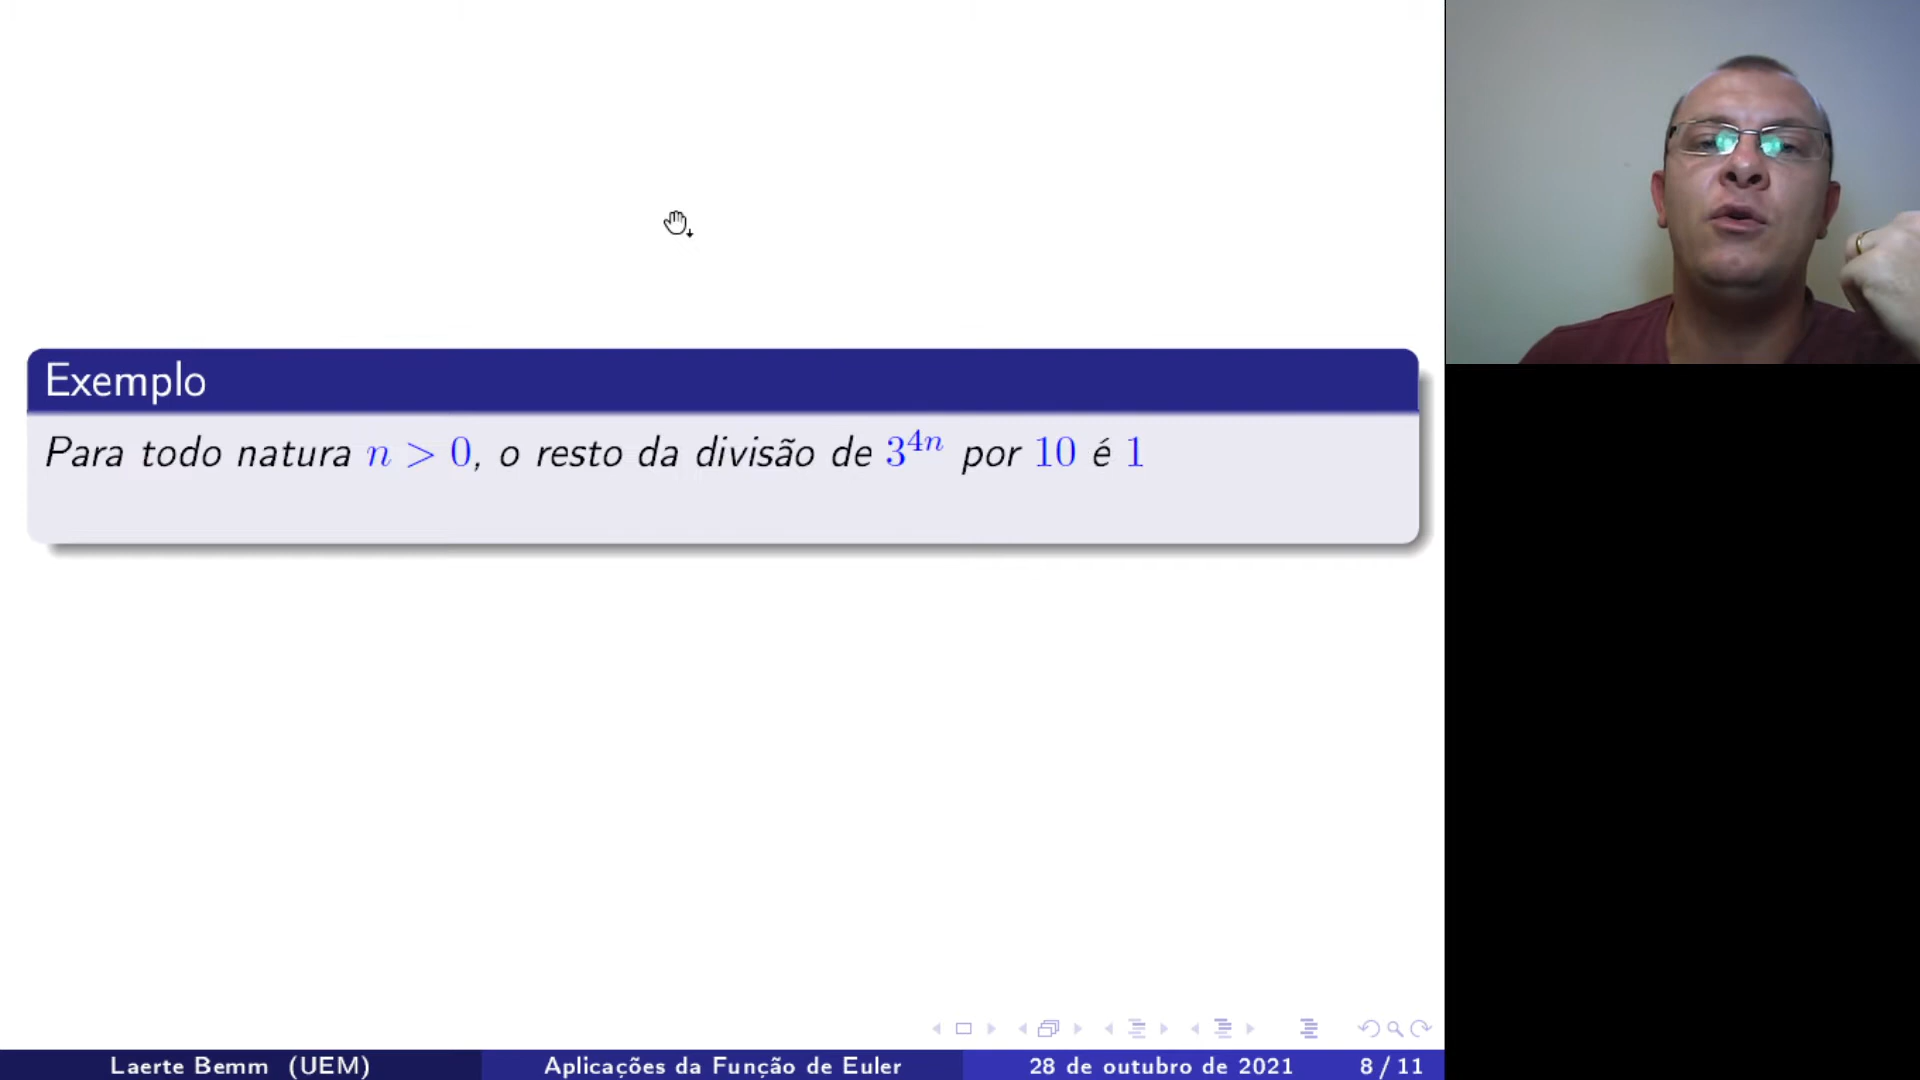 Exemplo
Para todo natura n > 0, o resto da divisão de 3^{4n} por 10 é 1
Laerte Bemm (UEM) Aplicações da Função de Euler 28 de outubro de 2021 8 / 11